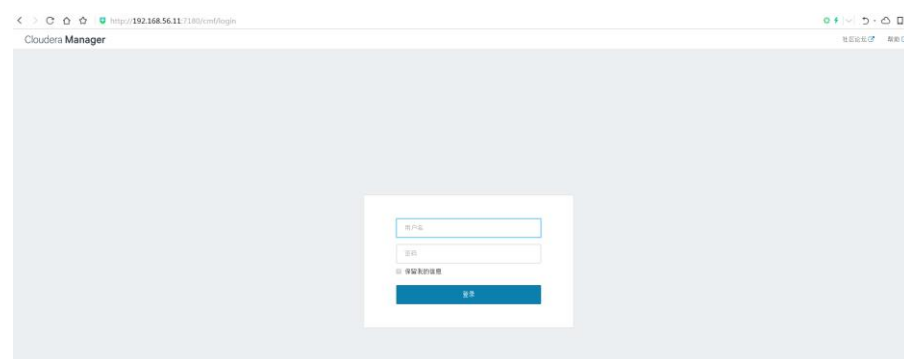 http://192.168.56.11:7180/cmf/login
Cloudera Manager
社区论坛 帮助
用户名
密码
保留我的信息
登录